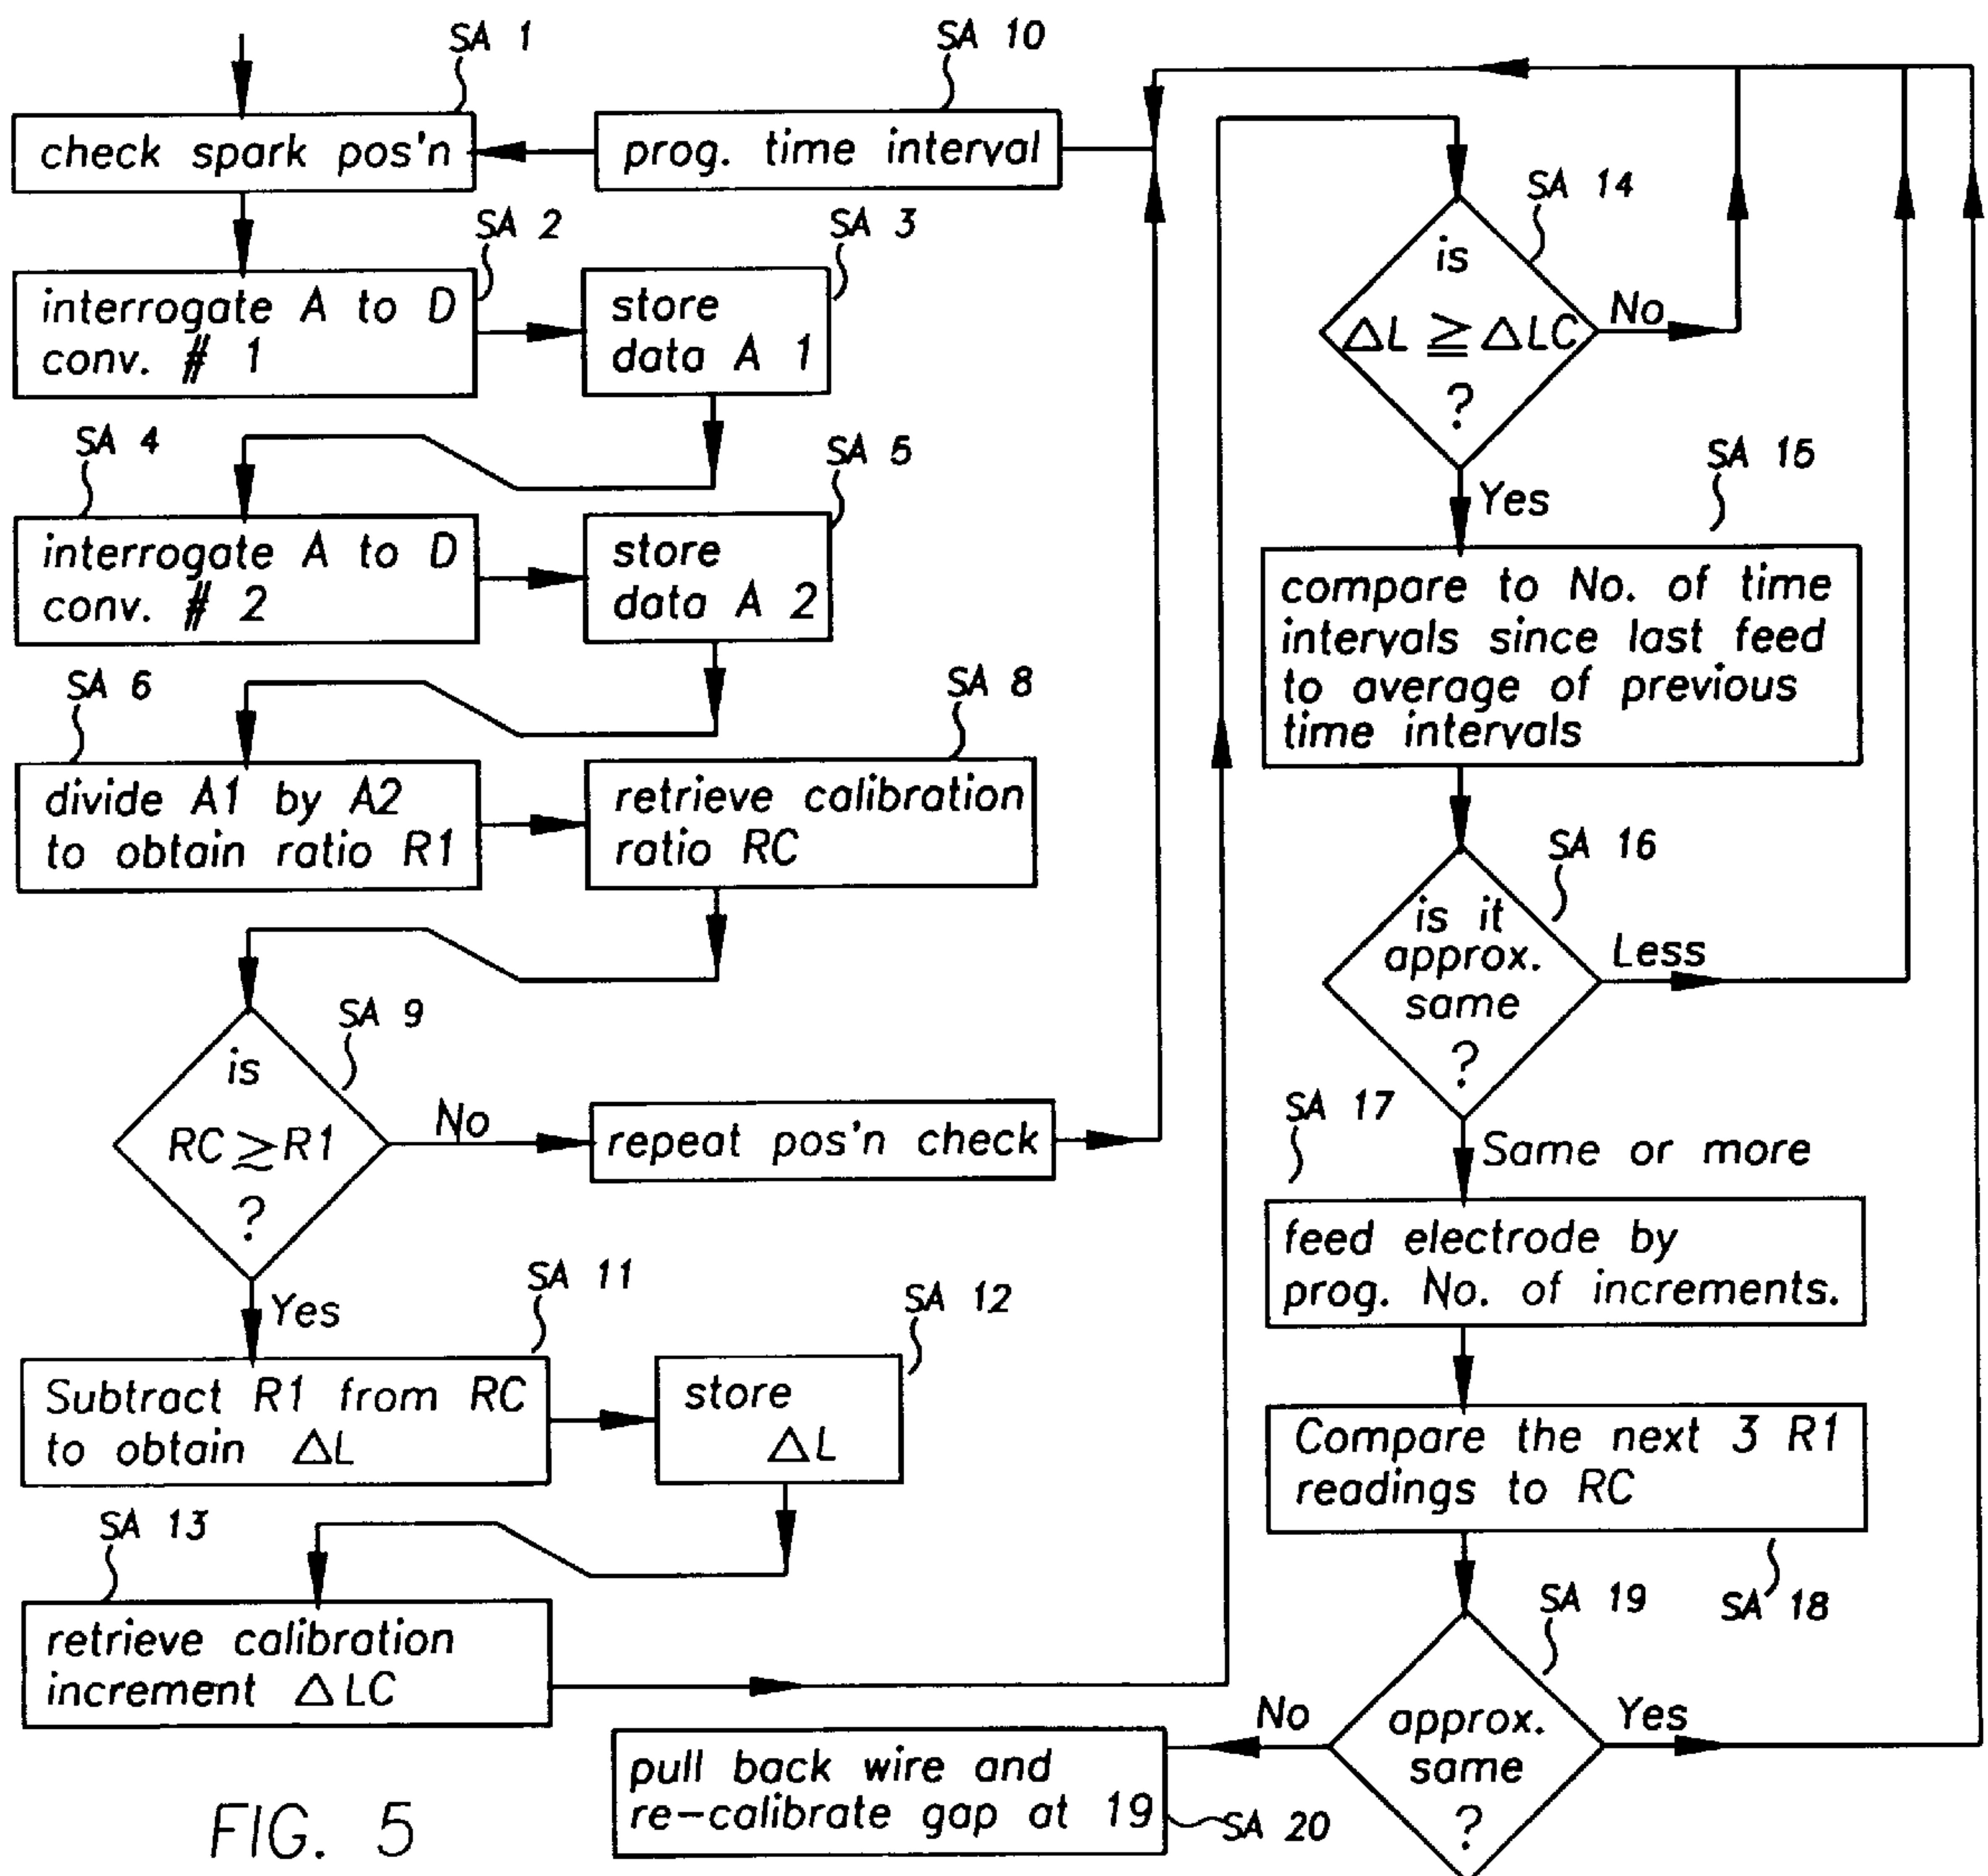 SA 1
check spark pos'n
SA 10
prog. time interval
SA 2
interrogate A to D
conv. # 1
SA 3
store
data A 1
SA 4
interrogate A to D
conv. # 2
SA 5
store
data A 2
SA 6
divide A1 by A2
to obtain ratio R1
SA 8
retrieve calibration
ratio RC
SA 9
is
RC ≳ R1
?
No
repeat pos'n check
Yes
SA 11
Subtract R1 from RC
to obtain △L
SA 12
store
△L
SA 13
retrieve calibration
increment △LC
SA 14
is
△L ≧ △LC
?
No
Yes
SA 15
compare to No. of time
intervals since last feed
to average of previous
time intervals
SA 16
is it
approx.
same
?
Less
Same or more
SA 17
feed electrode by
prog. No. of increments.
Compare the next 3 R1
readings to RC
SA 18
SA 19
approx.
same
?
Yes
No
pull back wire and
re-calibrate gap at 19
SA 20
FIG. 5